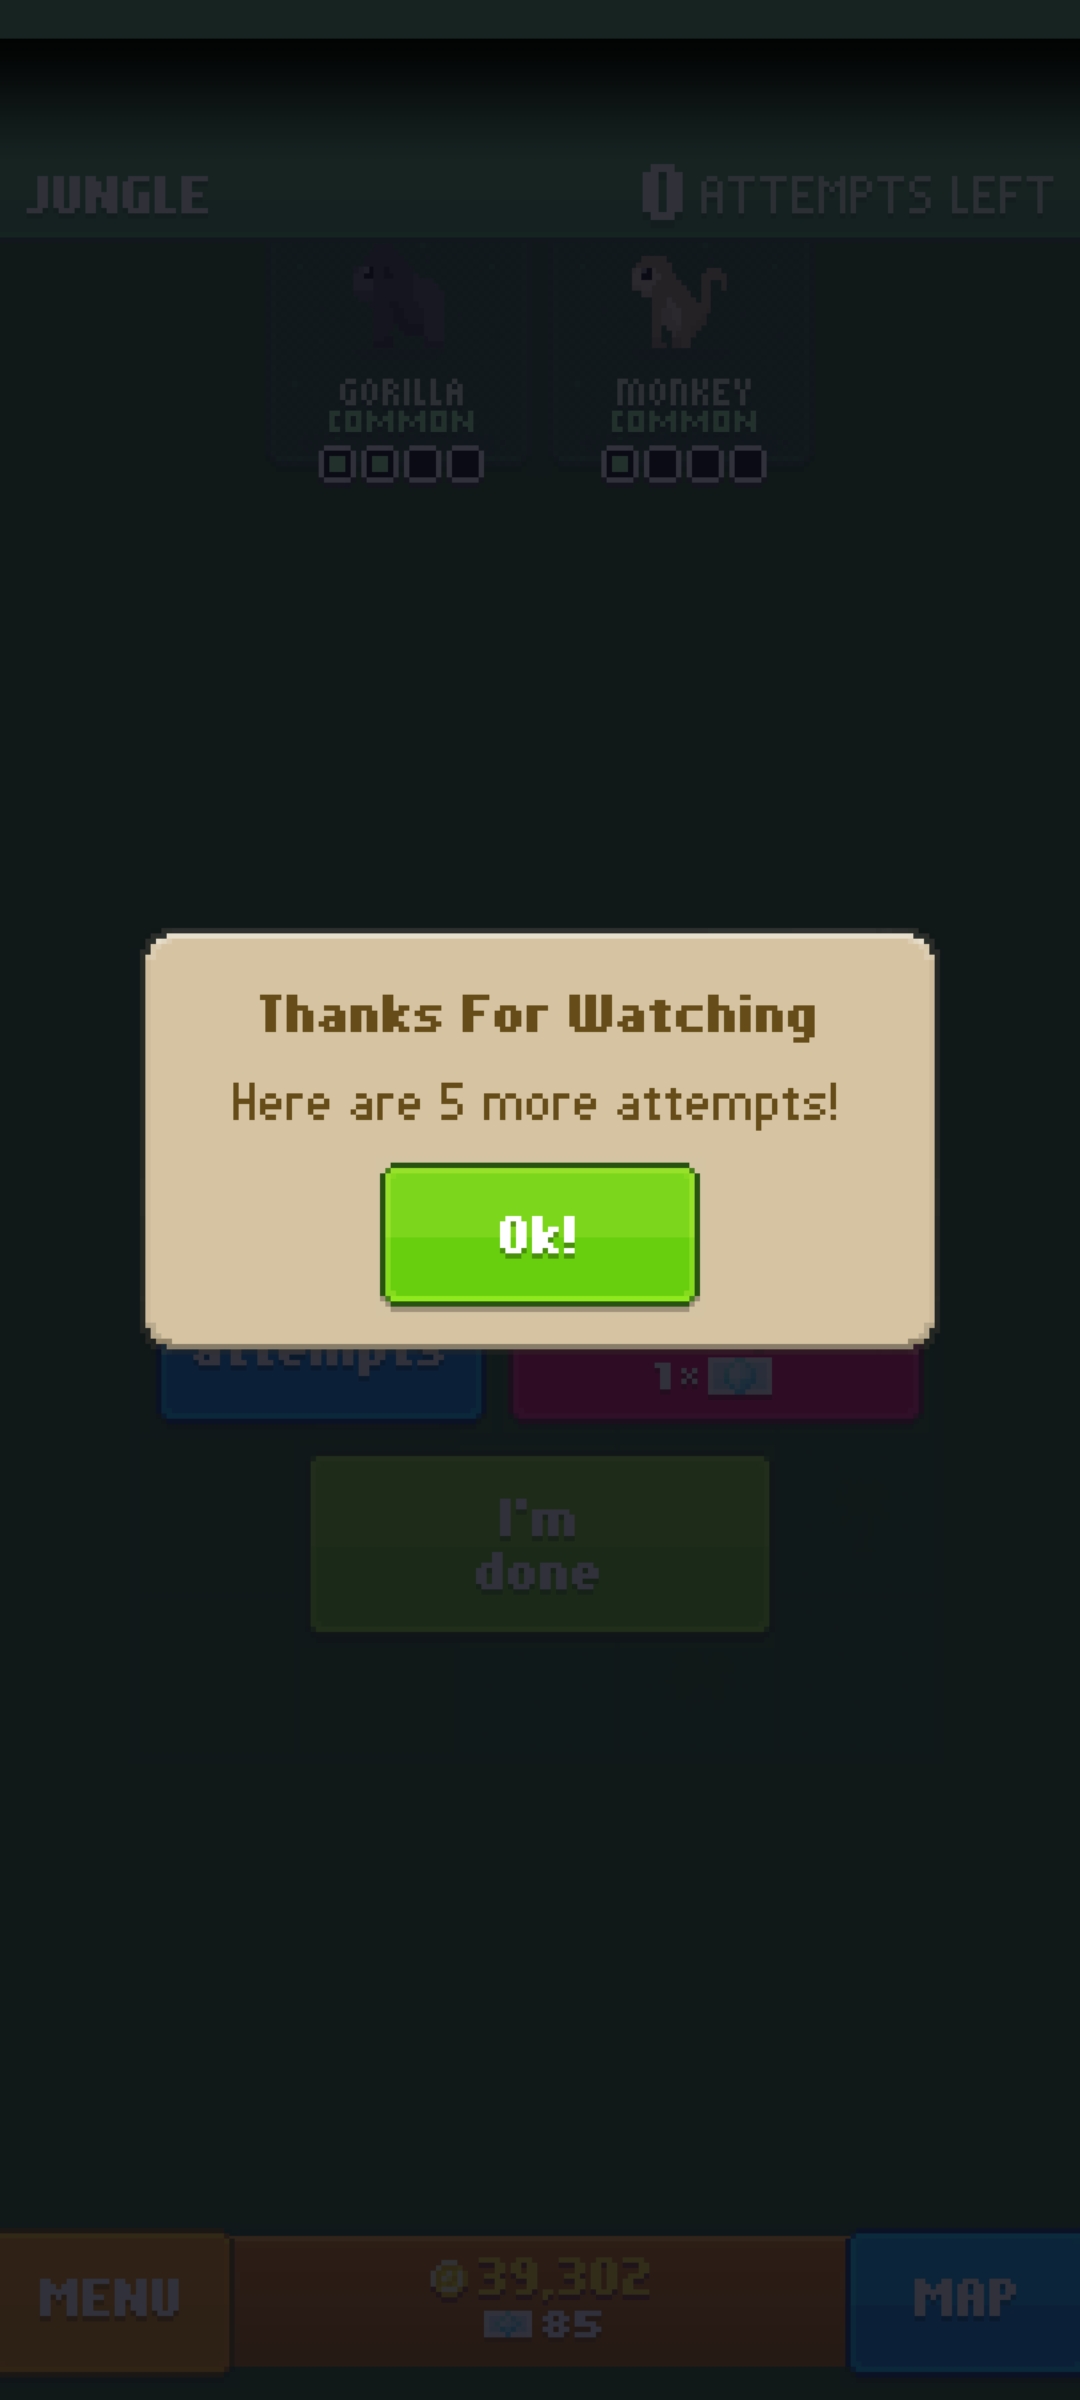 JUNGLE
0 ATTEMPTS LEFT
GORILLA
COMMON
MONKEY
COMMON
Thanks For Watching
Here are 5 more attempts!
Ok!
attempts
1×
I'm
done
MENU
39,302
85
MAP